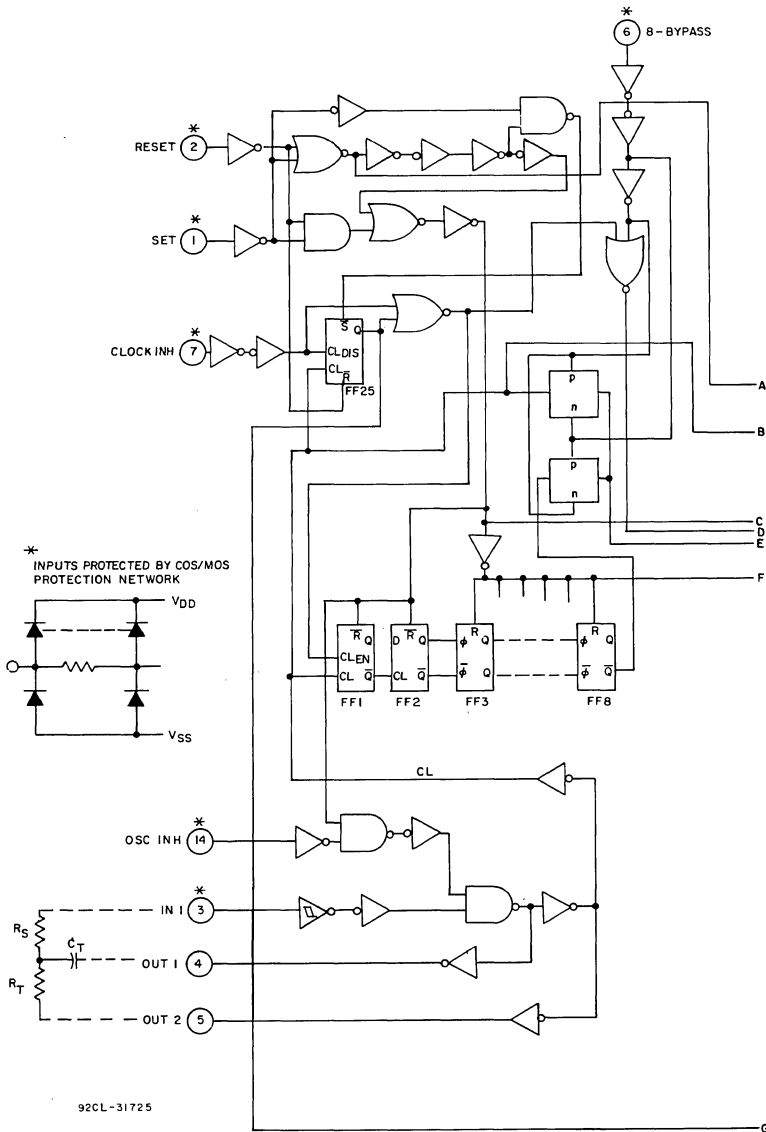 *
6 8-BYPASS
*
RESET 2
*
SET 1
*
CLOCK INH 7
S̅ Q
CL DIS
CL R̅
FF25
p
n
p
n
A
B
C
D
E
F
*
INPUTS PROTECTED BY COS/MOS
PROTECTION NETWORK
VDD
VSS
R̅ Q
CL EN
CL Q̅
FF1
D R̅ Q
CL Q̅
FF2
ϕ R Q
ϕ̅ Q
FF3
ϕ R Q
ϕ̅ Q̅
FF8
CL
*
OSC INH 14
*
IN 1 3
RS
CT
OUT 1 4
RT
OUT 2 5
92CL-31725
G